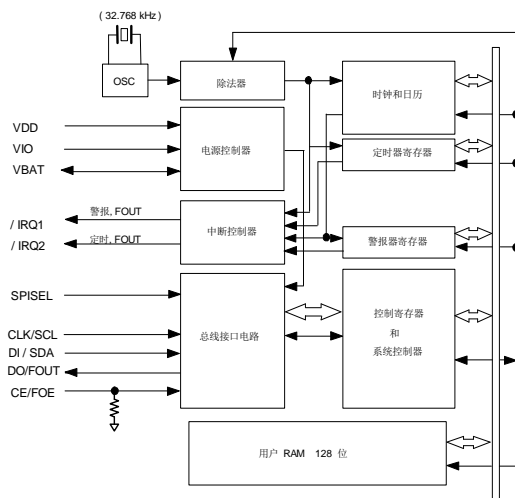 ( 32.768 kHz)
OSC
除法器
时钟和日历
VDD
VIO
VBAT
电源控制器
定时器寄存器
/ IRQ1
警报, FOUT
/ IRQ2
定时, FOUT
中断控制器
警报器寄存器
SPISEL
CLK/SCL
DI / SDA
DO/FOUT
CE/FOE
总线接口电路
控制寄存器
和
系统控制器
用户 RAM 128 位